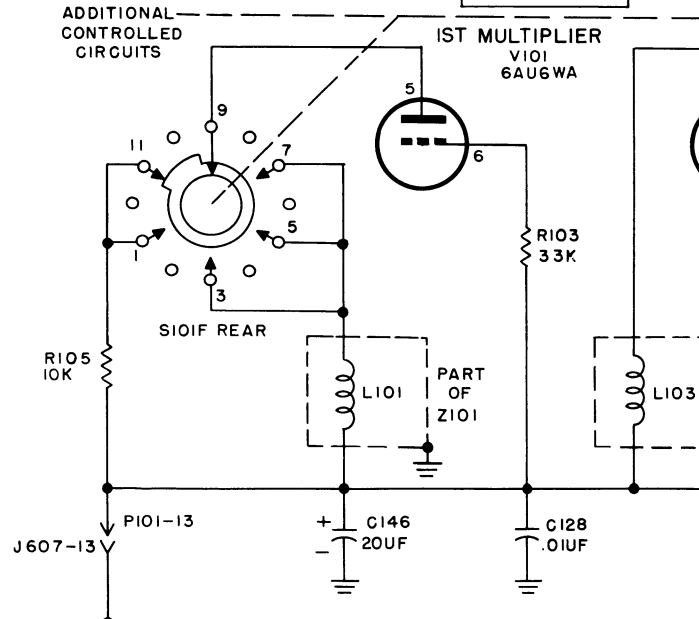 ADDITIONAL
CONTROLLED
CIRCUITS
1ST MULTIPLIER
V101
6AU6WA
5
6
9
11
7
1
5
3
S101F REAR
R103
33K
R105
10K
L101
PART
OF
Z101
L103
P101-13
J607-13
+
C146
20UF
−
C128
.01UF